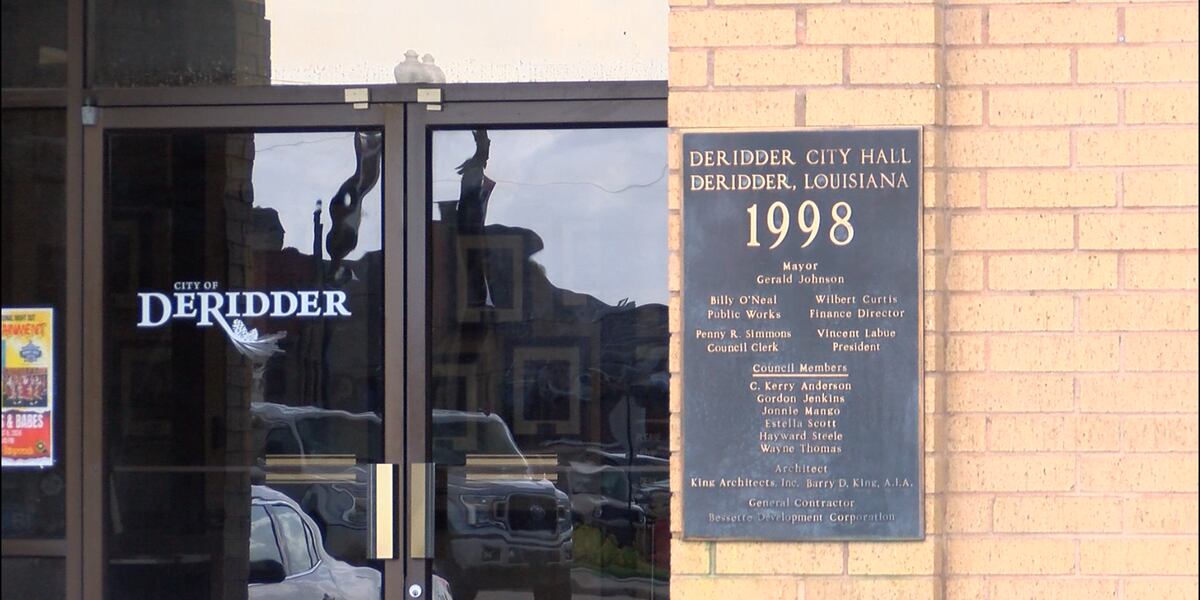 CITY OF
DERIDDER
& BABES
DERIDDER CITY HALL
DERIDDER, LOUISIANA
1998
Mayor
Gerald Johnson
Billy O'Neal Wilbert Curtis
Public Works Finance Director
Penny R. Simmons Vincent Labue
Council Clerk President
Council Members
C. Kerry Anderson
Gordon Jenkins
Jonnie Mango
Estella Scott
Hayward Steele
Wayne Thomas
Architect
King Architects, Inc. Barry D. King, A.I.A.
General Contractor
Bessette Development Corporation